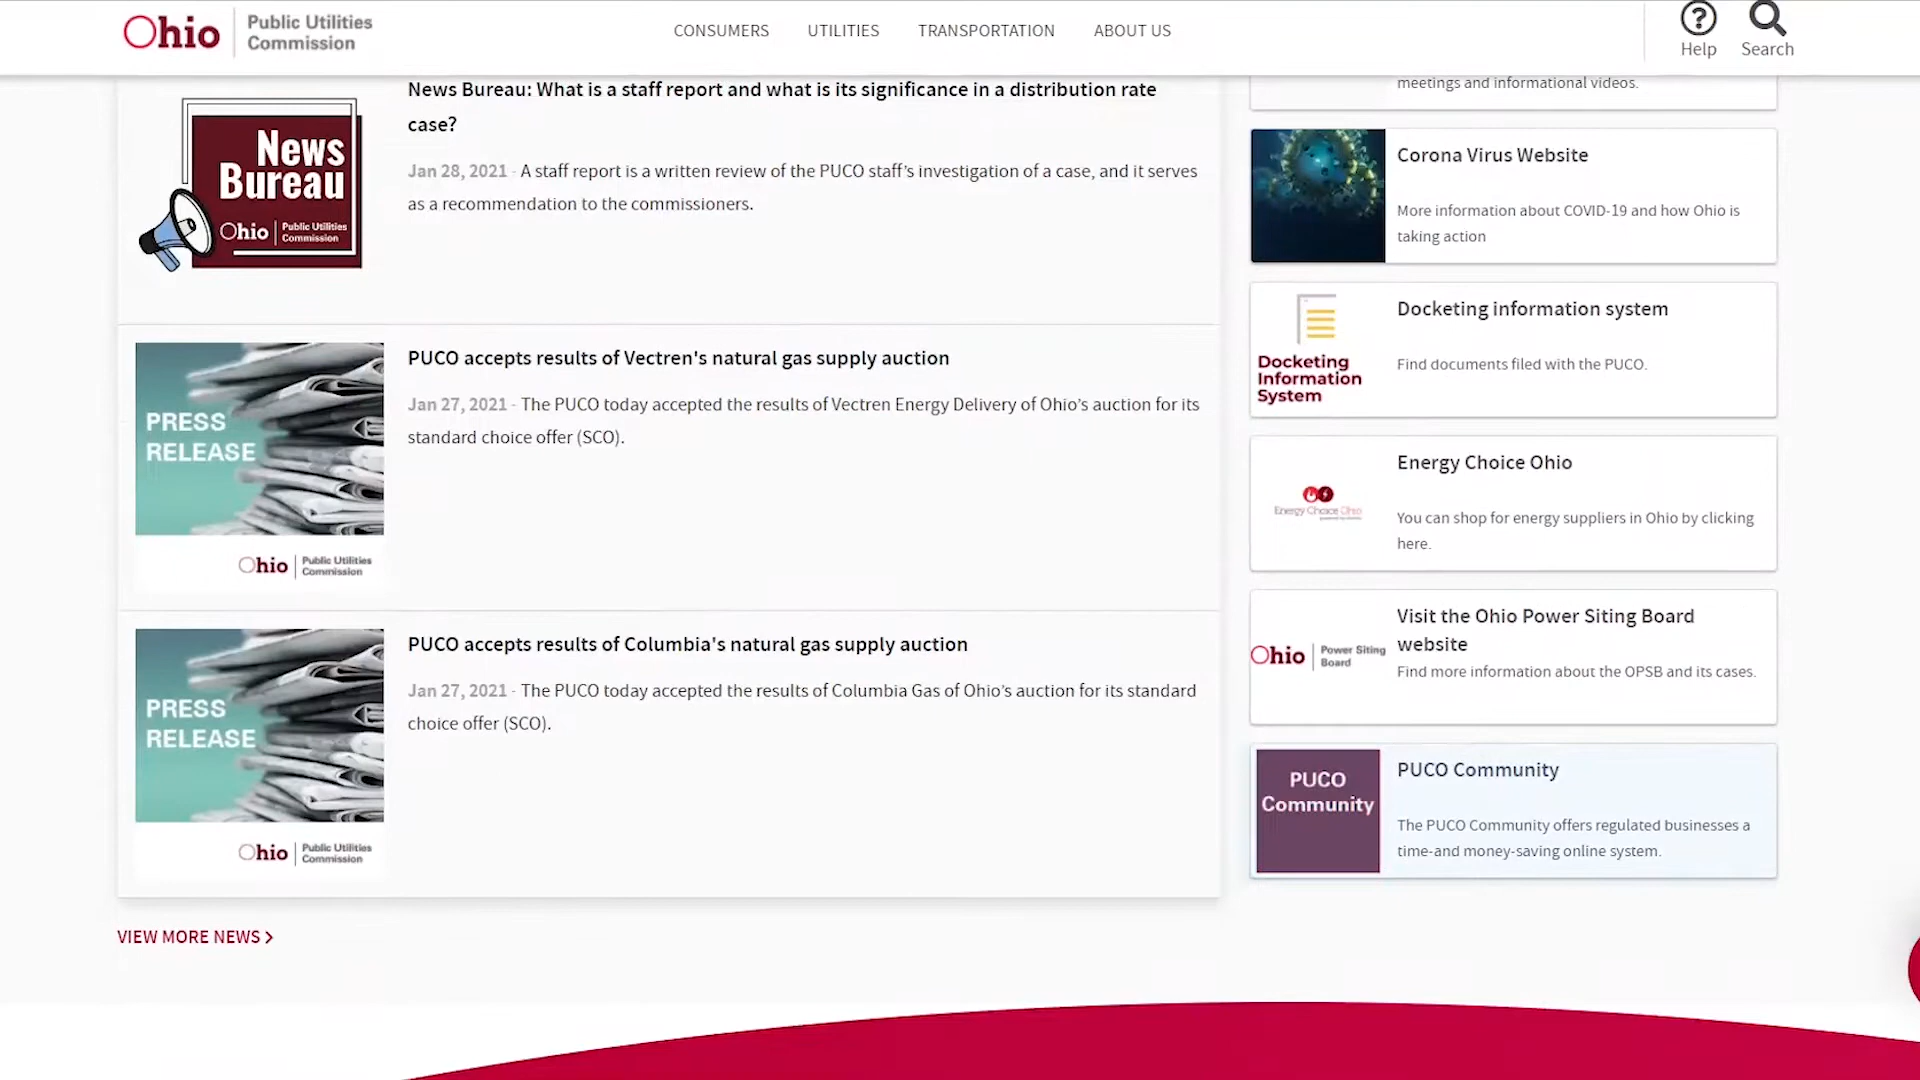 Ohio
Public Utilities
Commission
CONSUMERS
UTILITIES
TRANSPORTATION
ABOUT US
Help
Search
News
Bureau
Ohio
Public Utilities
Commission
News Bureau: What is a staff report and what is its significance in a distribution rate
case?
Jan 28, 2021 - A staff report is a written review of the PUCO staff's investigation of a case, and it serves
as a recommendation to the commissioners.
PRESS
RELEASE
Ohio
Public Utilities
Commission
PUCO accepts results of Vectren's natural gas supply auction
Jan 27, 2021 - The PUCO today accepted the results of Vectren Energy Delivery of Ohio's auction for its
standard choice offer (SCO).
PRESS
RELEASE
Ohio
Public Utilities
Commission
PUCO accepts results of Columbia's natural gas supply auction
Jan 27, 2021 - The PUCO today accepted the results of Columbia Gas of Ohio's auction for its standard
choice offer (SCO).
VIEW MORE NEWS >
meetings and informational videos.
Corona Virus Website
More information about COVID-19 and how Ohio is
taking action
Docketing
Information
System
Docketing information system
Find documents filed with the PUCO.
Energy Choice Ohio
Energy Choice Ohio
You can shop for energy suppliers in Ohio by clicking
here.
Ohio
Power Siting
Board
Visit the Ohio Power Siting Board
website
Find more information about the OPSB and its cases.
PUCO
Community
PUCO Community
The PUCO Community offers regulated businesses a
time-and money-saving online system.